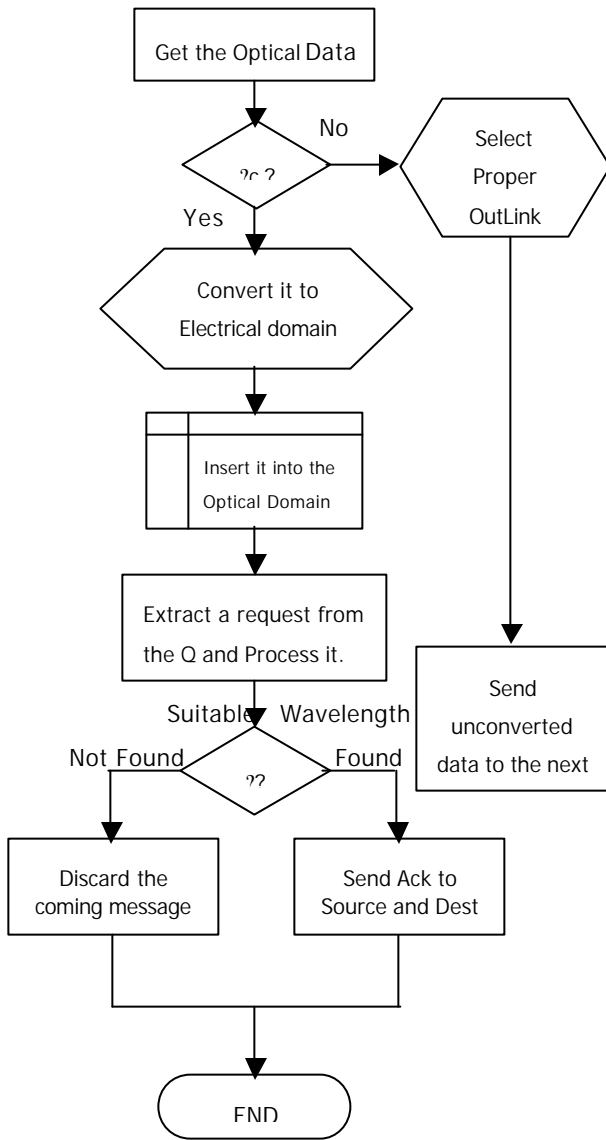 Get the Optical Data
No
?c ?
Select
Proper
OutLink
Yes
Convert it to
Electrical domain
Insert it into the
Optical Domain
Extract a request from
the Q and Process it.
Suitable Wavelength
Not Found
Found
??
Send
unconverted
data to the next
Discard the
coming message
Send Ack to
Source and Dest
END